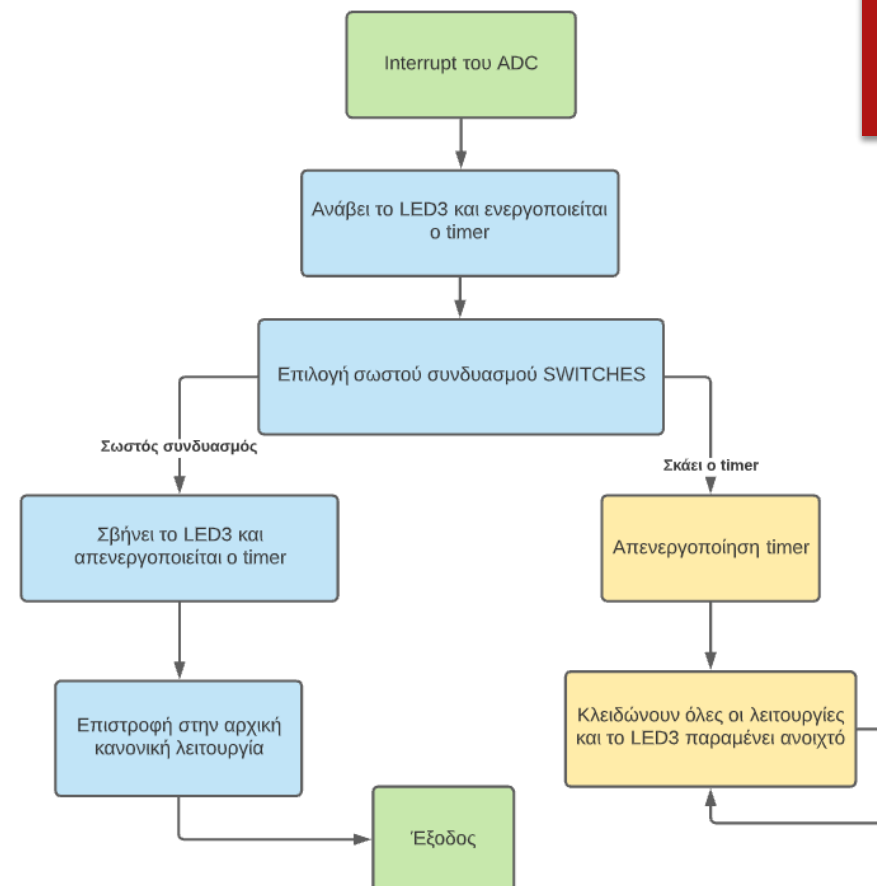 Interrupt του ADC
Ανάβει το LED3 και ενεργοποιείται
ο timer
Επιλογή σωστού συνδυασμού SWITCHES
Σωστός συνδυασμός
Σκάει ο timer
Σβήνει το LED3 και
απενεργοποιείται ο timer
Απενεργοποίηση timer
Επιστροφή στην αρχική
κανονική λειτουργία
Κλειδώνουν όλες οι λειτουργίες
και το LED3 παραμένει ανοιχτό
Έξοδος